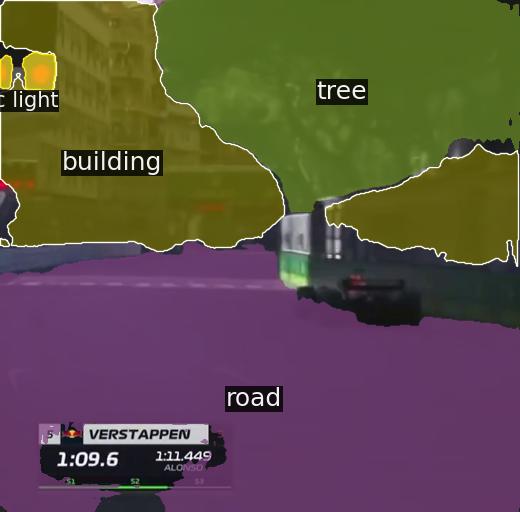 tree
c light
building
road
5 VERSTAPPEN
1:09.6 1:11.449
ALONSO
S1 S2 S3